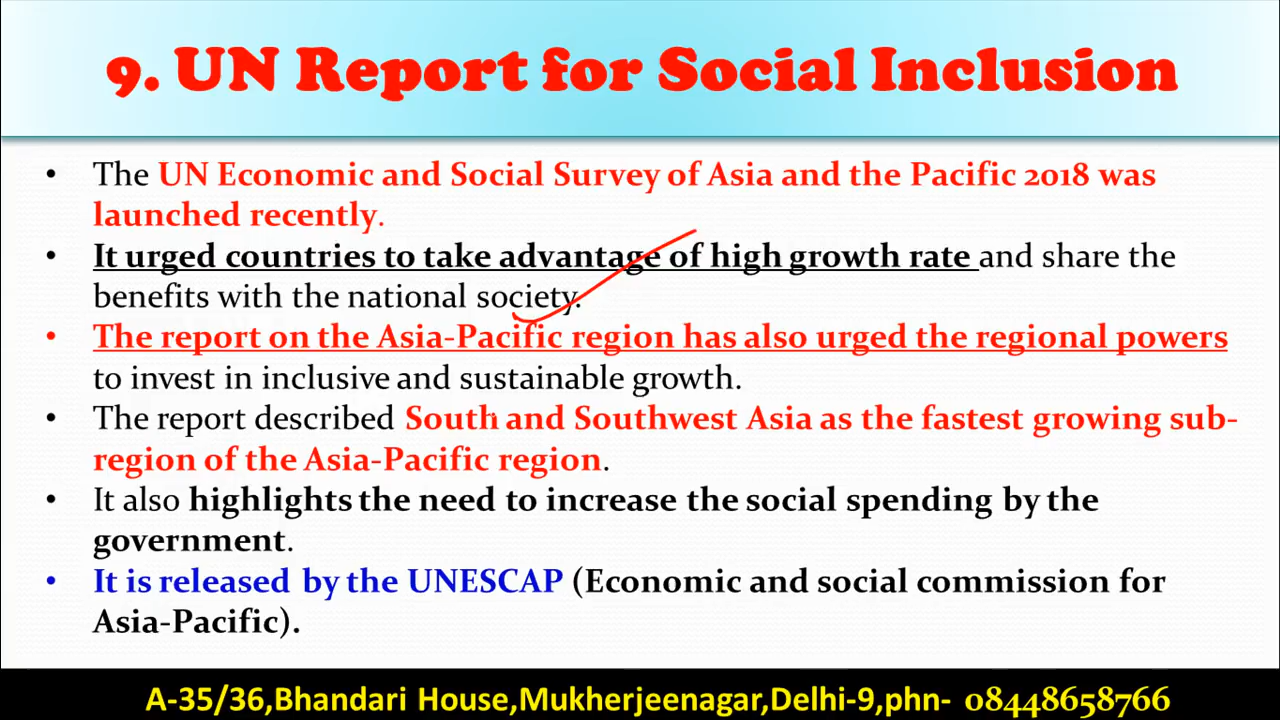 9. UN Report for Social Inclusion
• The UN Economic and Social Survey of Asia and the Pacific 2018 was
launched recently.
• It urged countries to take advantage of high growth rate and share the
benefits with the national society.
• The report on the Asia-Pacific region has also urged the regional powers
to invest in inclusive and sustainable growth.
• The report described South and Southwest Asia as the fastest growing sub-
region of the Asia-Pacific region.
• It also highlights the need to increase the social spending by the
government.
• It is released by the UNESCAP (Economic and social commission for
Asia-Pacific).
A-35/36,Bhandari House,Mukherjeenagar,Delhi-9,phn- 08448658766